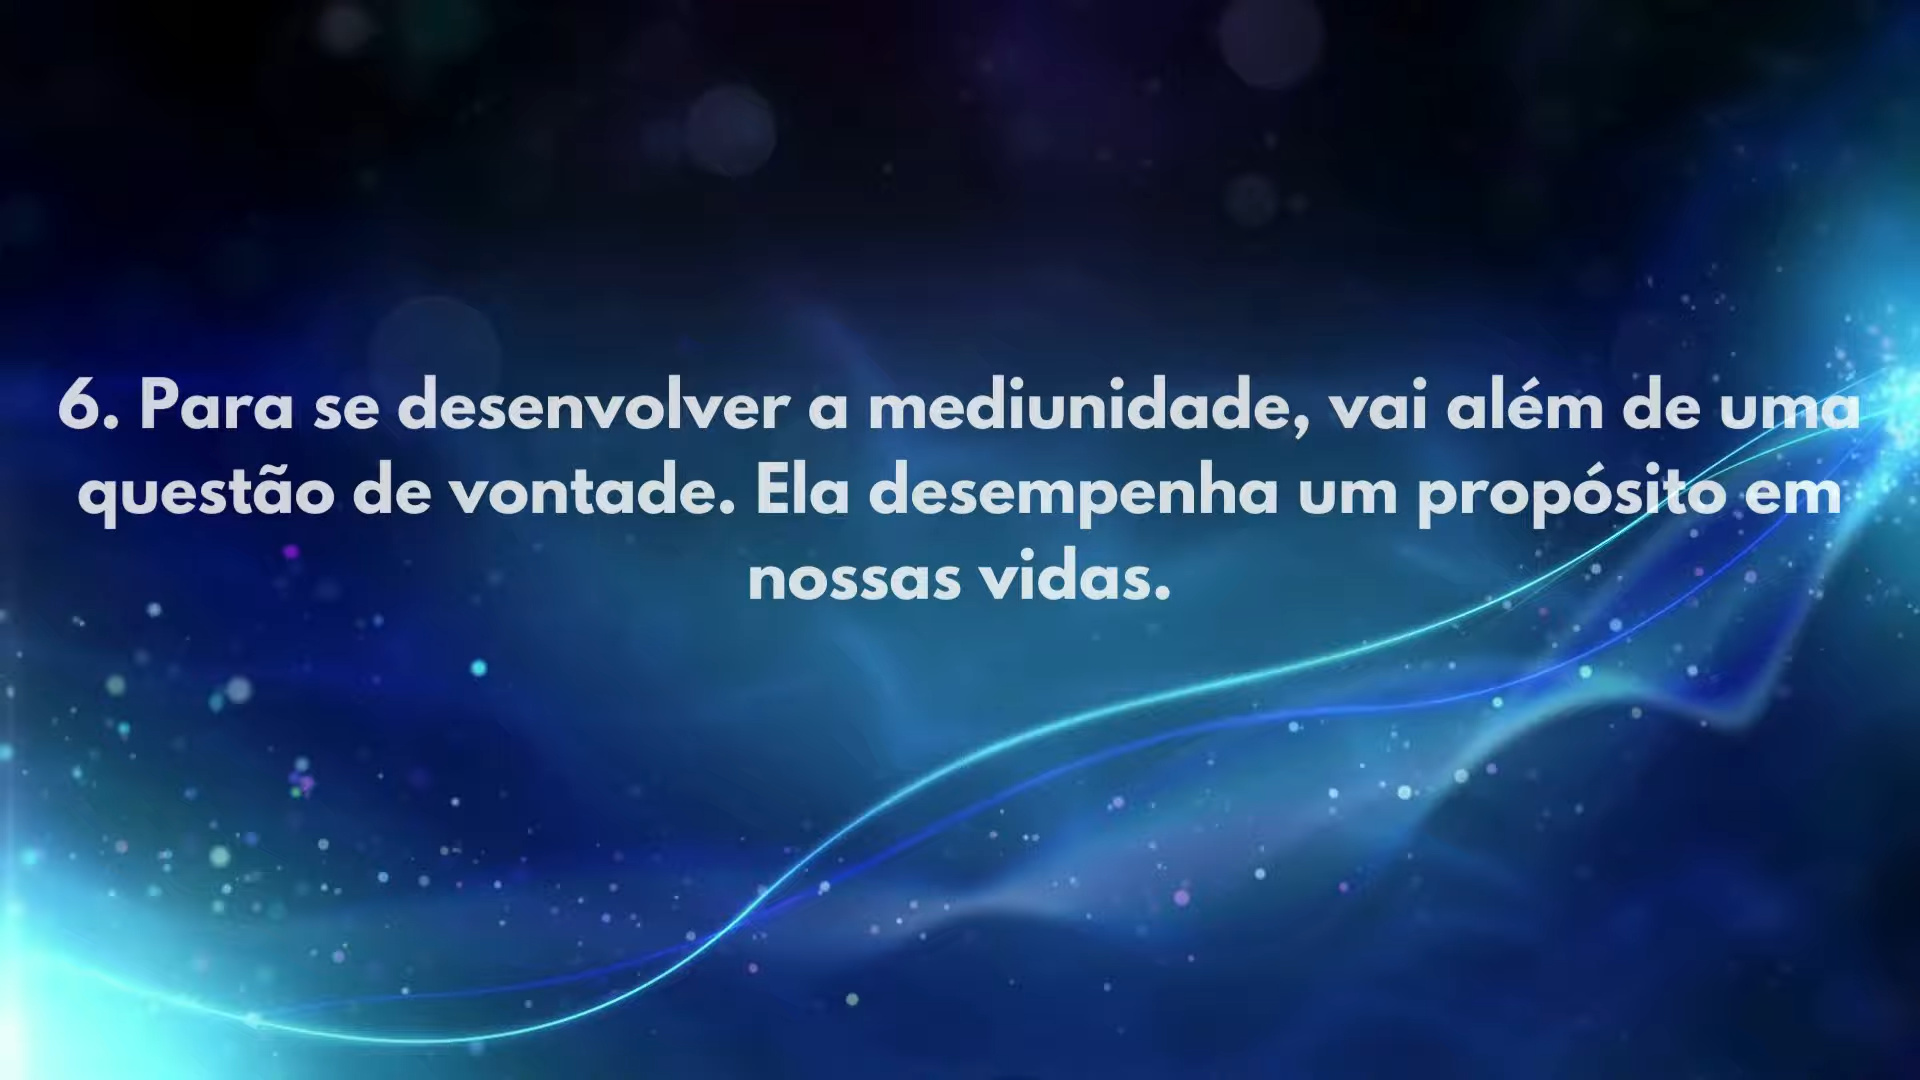 6. Para se desenvolver a mediunidade, vai além de uma
questão de vontade. Ela desempenha um propósito em
nossas vidas.